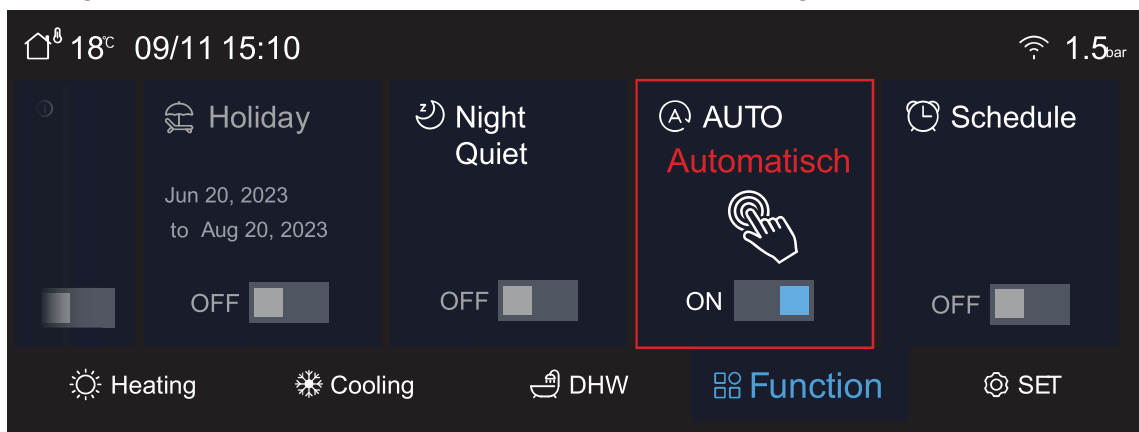 18°C 09/11 15:10
1.5bar
Holiday
Jun 20, 2023
to Aug 20, 2023
OFF
Night
Quiet
OFF
AUTO
Automatisch
ON
Schedule
OFF
Heating
Cooling
DHW
Function
SET